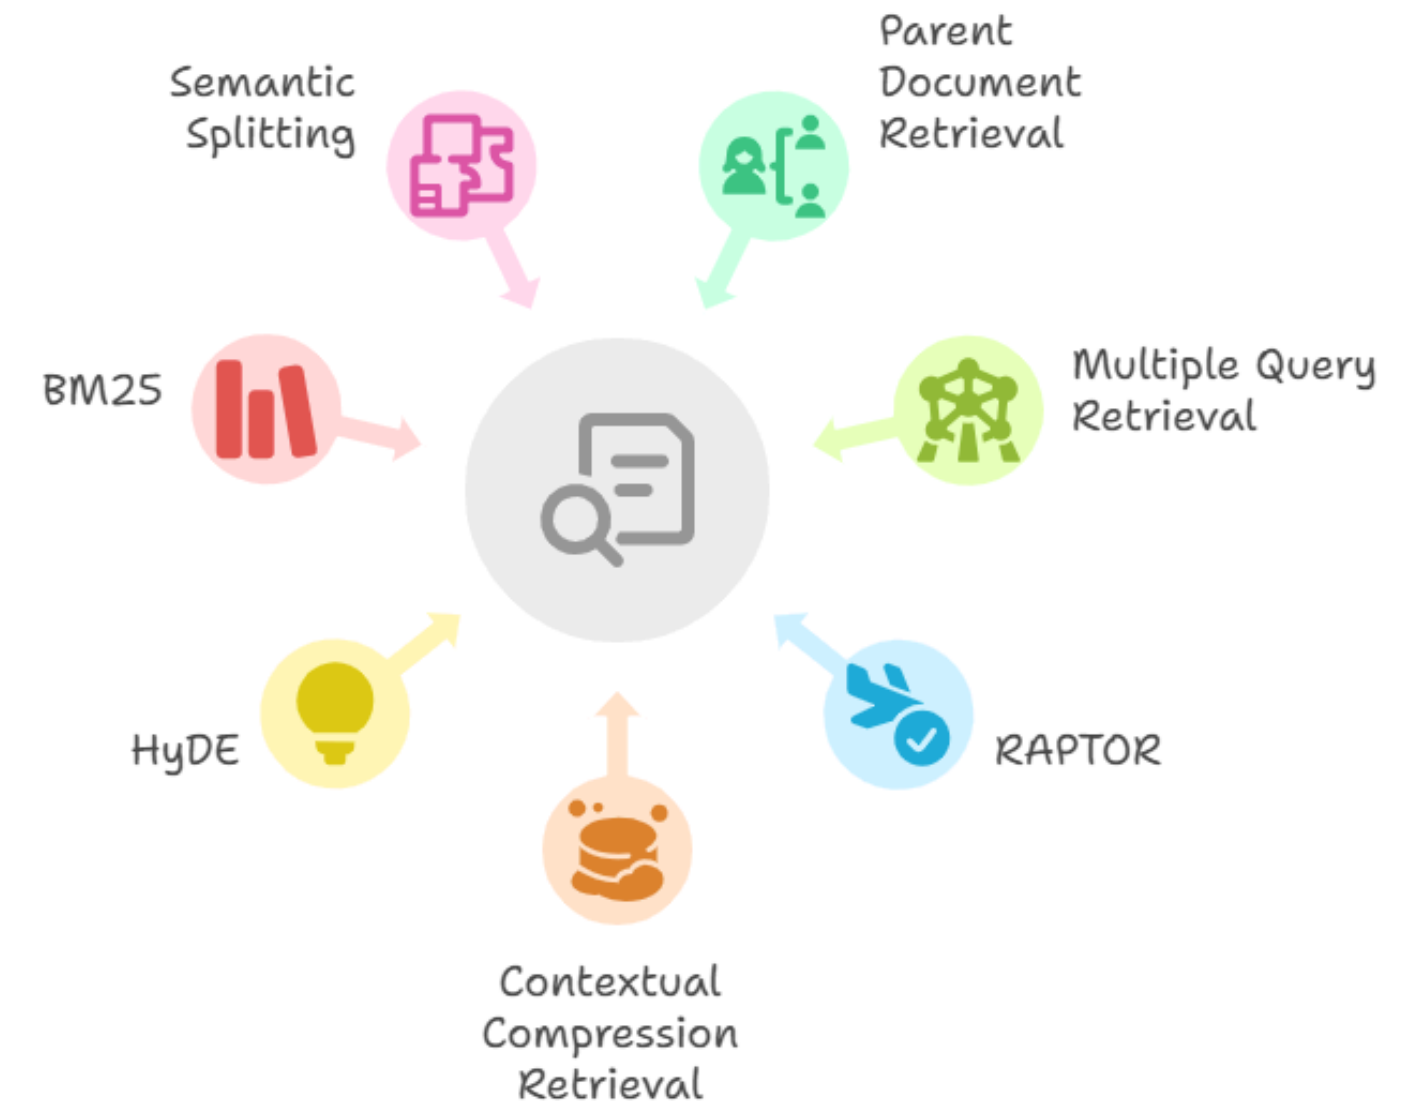 Parent
Document
Retrieval
Semantic
Splitting
Multiple Query
Retrieval
BM25
HyDE
RAPTOR
Contextual
Compression
Retrieval